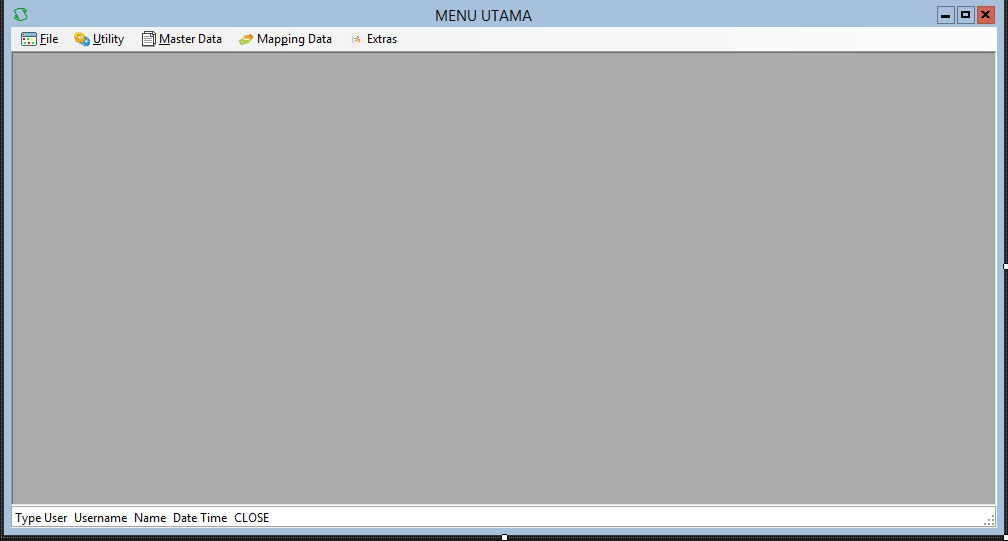 MENU UTAMA
File Utility Master Data Mapping Data Extras
Type User Username Name Date Time CLOSE